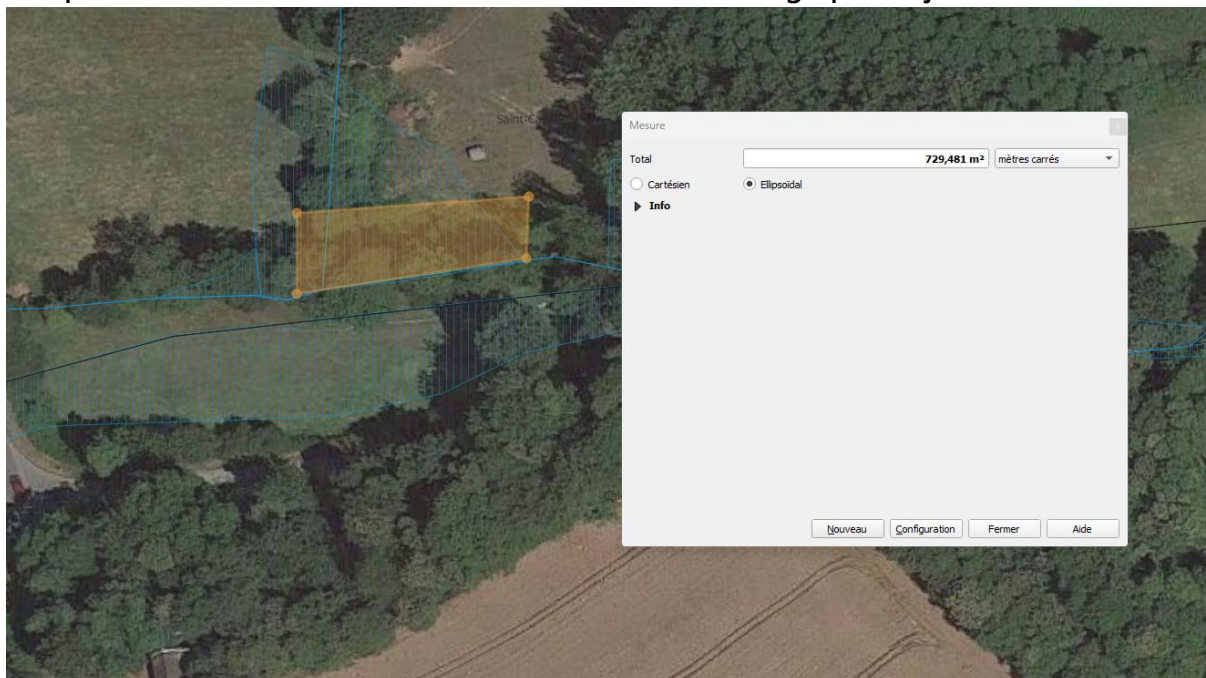 Mesure
Total 729,481 m² mètres carrés
Cartésien Ellipsoïdal
Info
Nouveau Configuration Fermer Aide